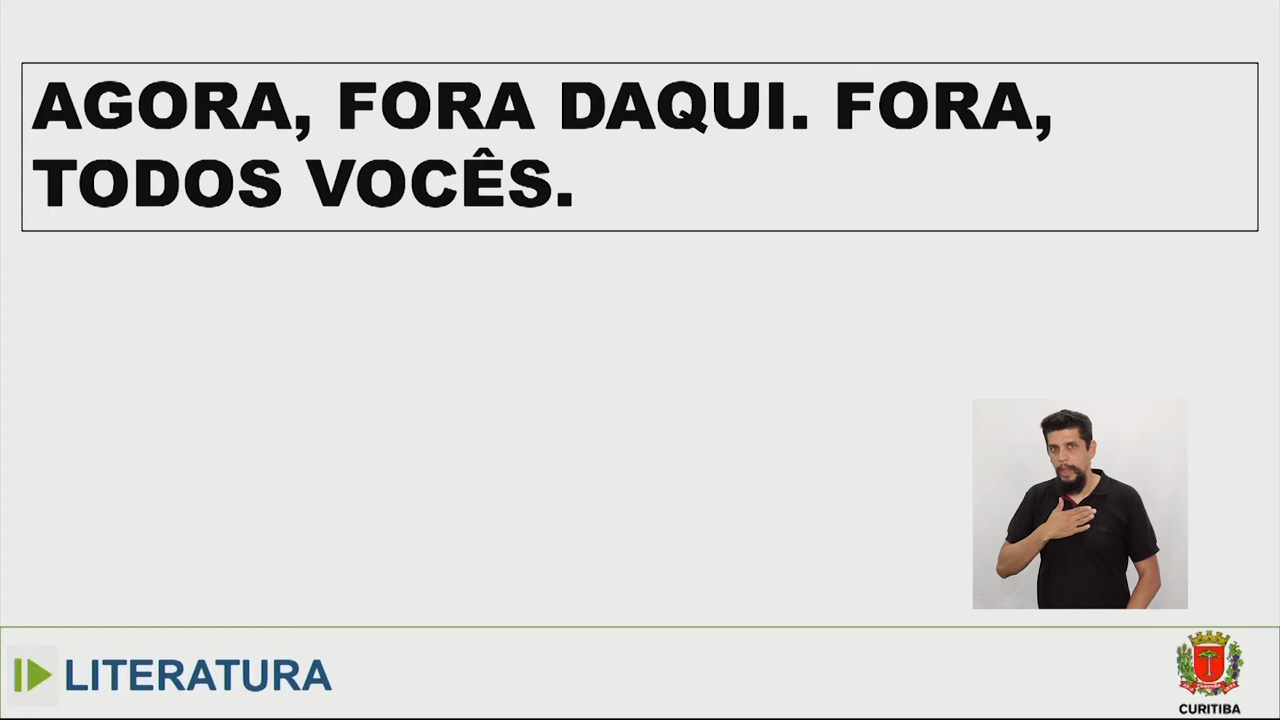 AGORA, FORA DAQUI. FORA,
TODOS VOCÊS.
LITERATURA
CURITIBA